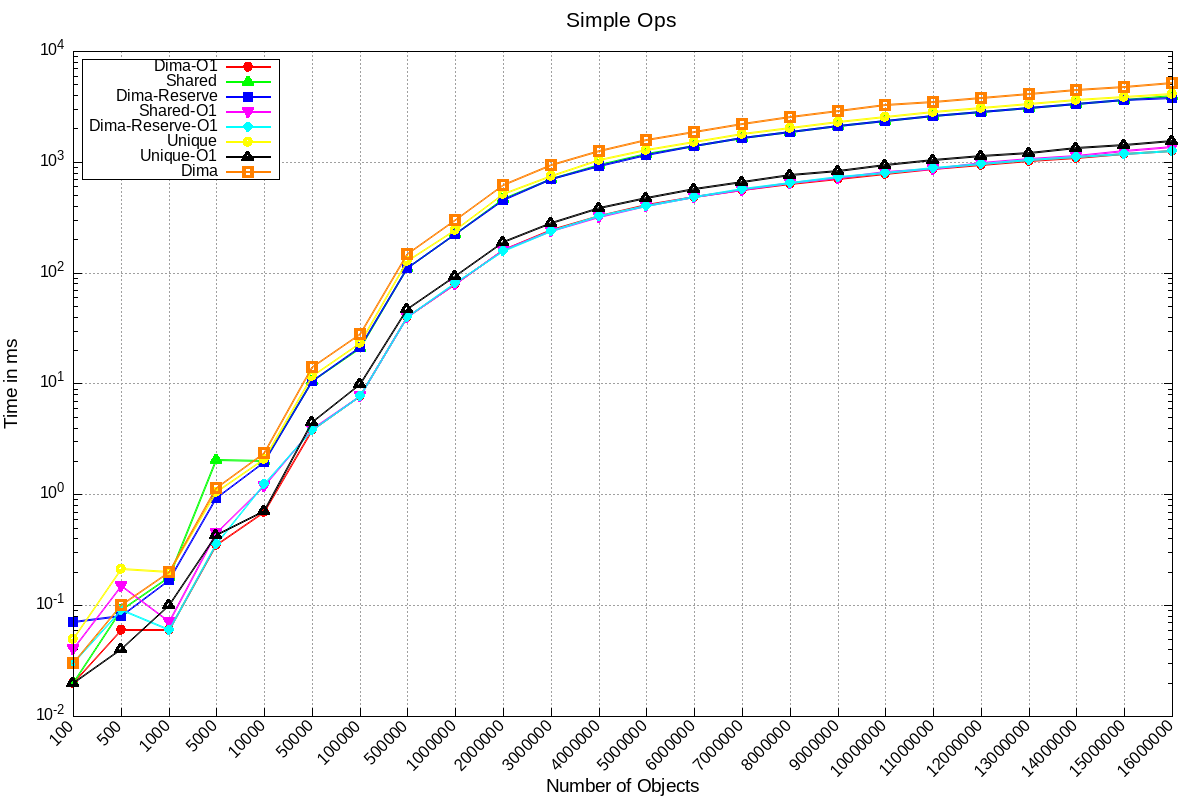 Simple Ops
Dima-O1
Shared
Dima-Reserve
Shared-O1
Dima-Reserve-O1
Unique
Unique-O1
Dima
10^4
10^3
10^2
10^1
10^0
10^-1
10^-2
Time in ms
100
500
1000
5000
10000
50000
100000
500000
1000000
2000000
3000000
4000000
5000000
6000000
7000000
8000000
9000000
10000000
11000000
12000000
13000000
14000000
15000000
16000000
Number of Objects